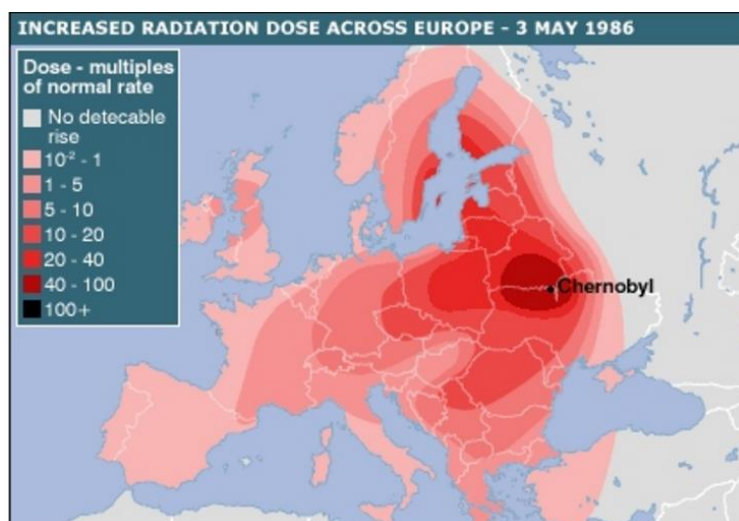 INCREASED RADIATION DOSE ACROSS EUROPE - 3 MAY 1986
Dose - multiples
of normal rate
No detecable
rise
10⁻² - 1
1 - 5
5 - 10
10 - 20
20 - 40
40 - 100
100+
Chernobyl